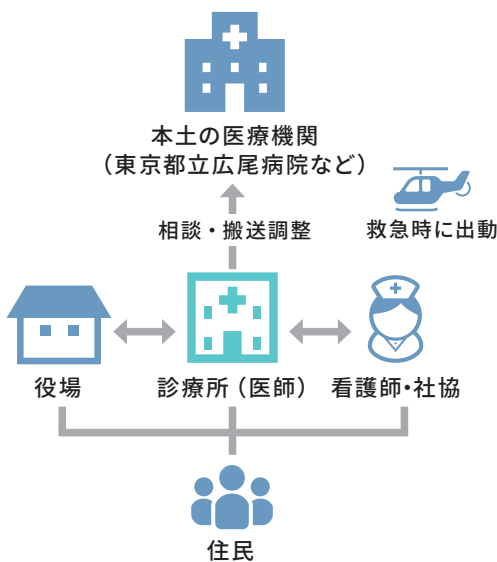 本土の医療機関
（東京都立広尾病院など）
相談・搬送調整
救急時に出動
役場
診療所（医師）
看護師・社協
住民